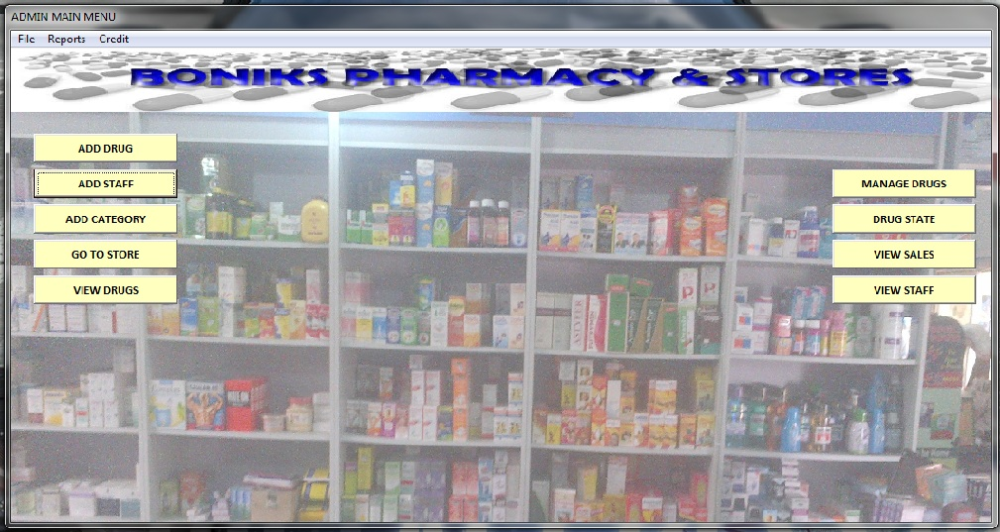 ADMIN MAIN MENU
File Reports Credit
BONIKS PHARMACY & STORES
ADD DRUG
ADD STAFF
ADD CATEGORY
GO TO STORE
VIEW DRUGS
MANAGE DRUGS
DRUG STATE
VIEW SALES
VIEW STAFF